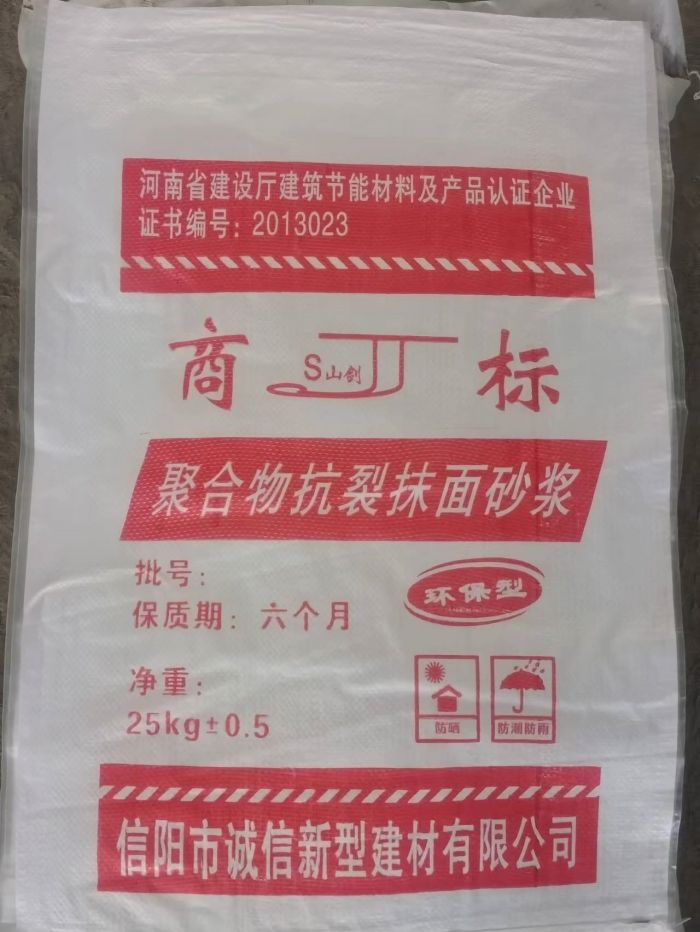 河南省建设厅建筑节能材料及产品认证企业
证书编号：2013023
商 S山剑 标
聚合物抗裂抹面砂浆
批号：
保质期：六个月
环保型
净重：
25kg±0.5
防晒 防潮防雨
信阳市诚信新型建材有限公司